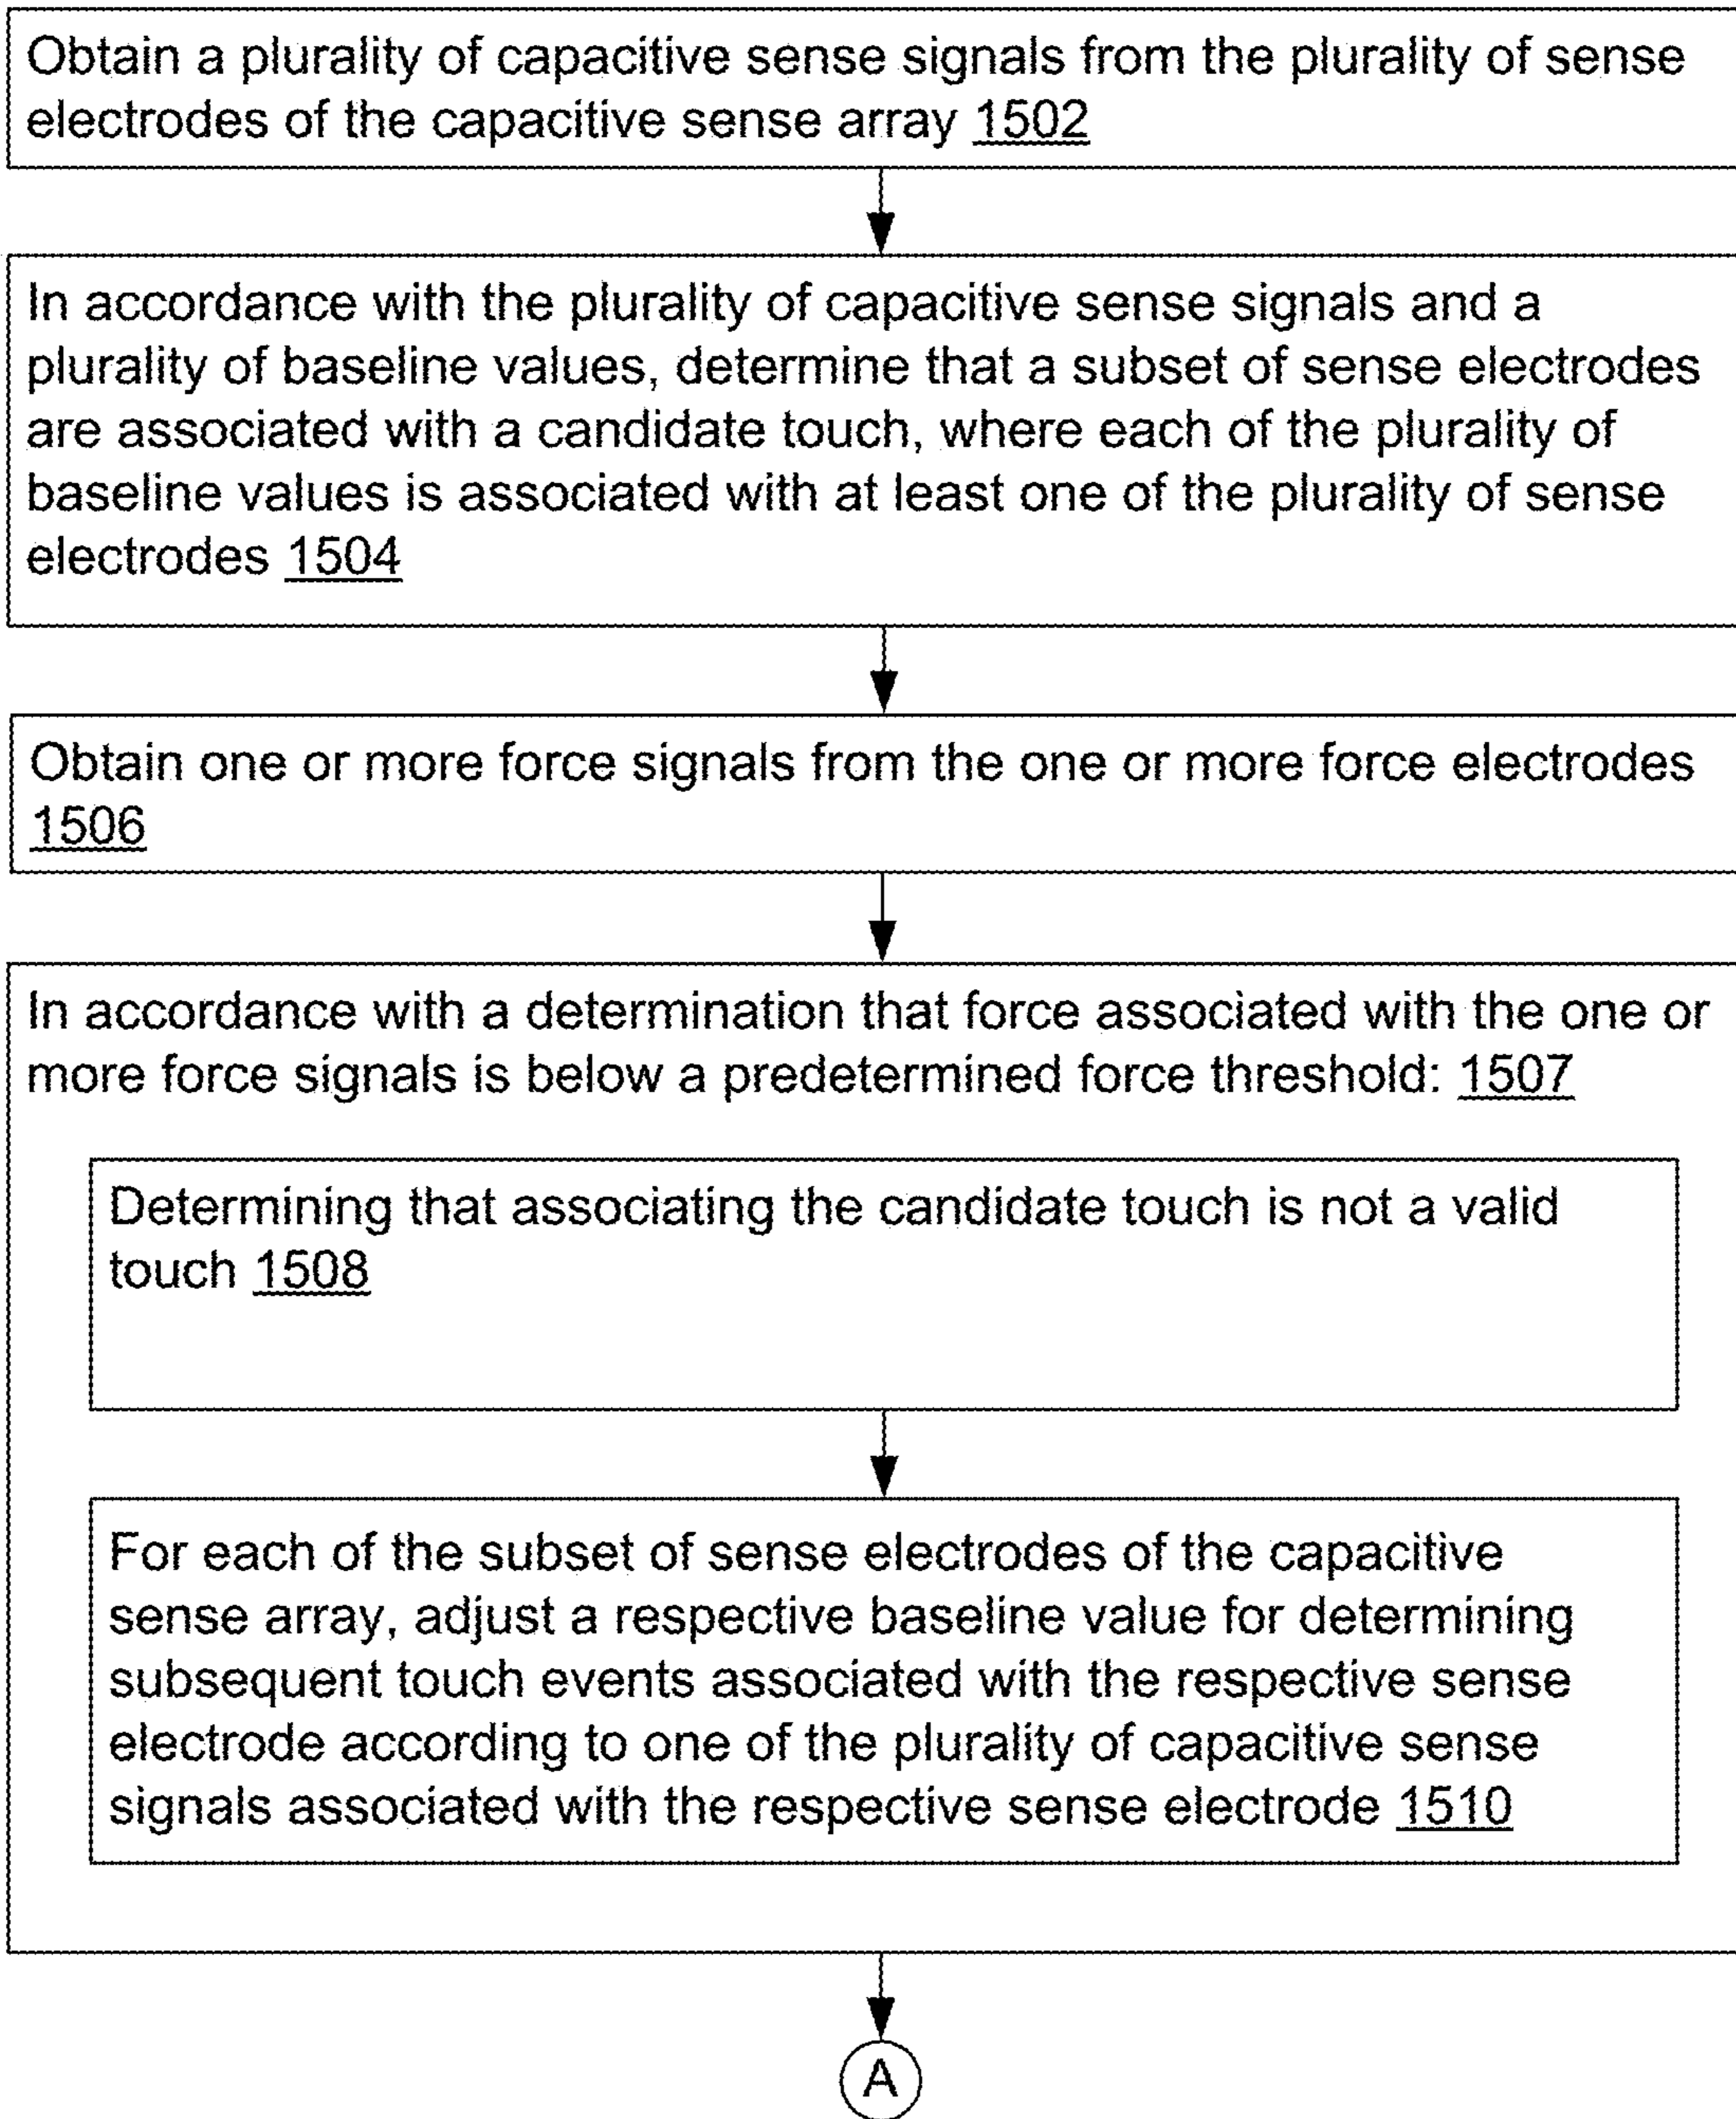 Obtain a plurality of capacitive sense signals from the plurality of sense
electrodes of the capacitive sense array 1502
In accordance with the plurality of capacitive sense signals and a
plurality of baseline values, determine that a subset of sense electrodes
are associated with a candidate touch, where each of the plurality of
baseline values is associated with at least one of the plurality of sense
electrodes 1504
Obtain one or more force signals from the one or more force electrodes
1506
In accordance with a determination that force associated with the one or
more force signals is below a predetermined force threshold: 1507
Determining that associating the candidate touch is not a valid
touch 1508
For each of the subset of sense electrodes of the capacitive
sense array, adjust a respective baseline value for determining
subsequent touch events associated with the respective sense
electrode according to one of the plurality of capacitive sense
signals associated with the respective sense electrode 1510
A